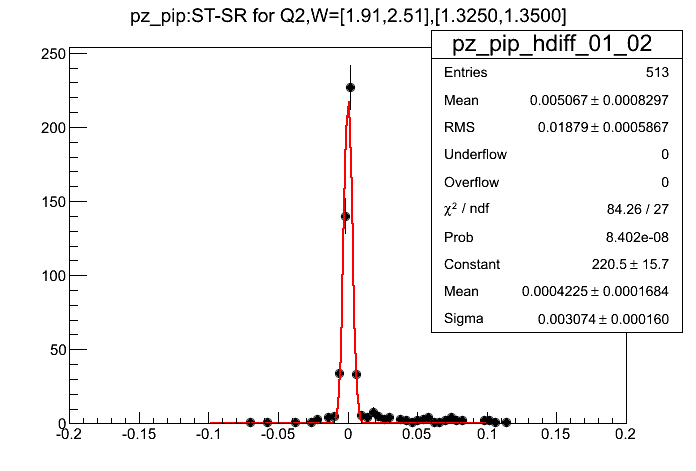 pz_pip:ST-SR for Q2,W=[1.91,2.51],[1.3250,1.3500]
pz_pip_hdiff_01_02
Entries 513
Mean 0.005067 ± 0.0008297
RMS 0.01879 ± 0.0005867
Underflow 0
Overflow 0
χ² / ndf 84.26 / 27
Prob 8.402e-08
Constant 220.5 ± 15.7
Mean 0.0004225 ± 0.0001684
Sigma 0.003074 ± 0.000160
250
200
150
100
50
0
-0.2 -0.15 -0.1 -0.05 0 0.05 0.1 0.15 0.2